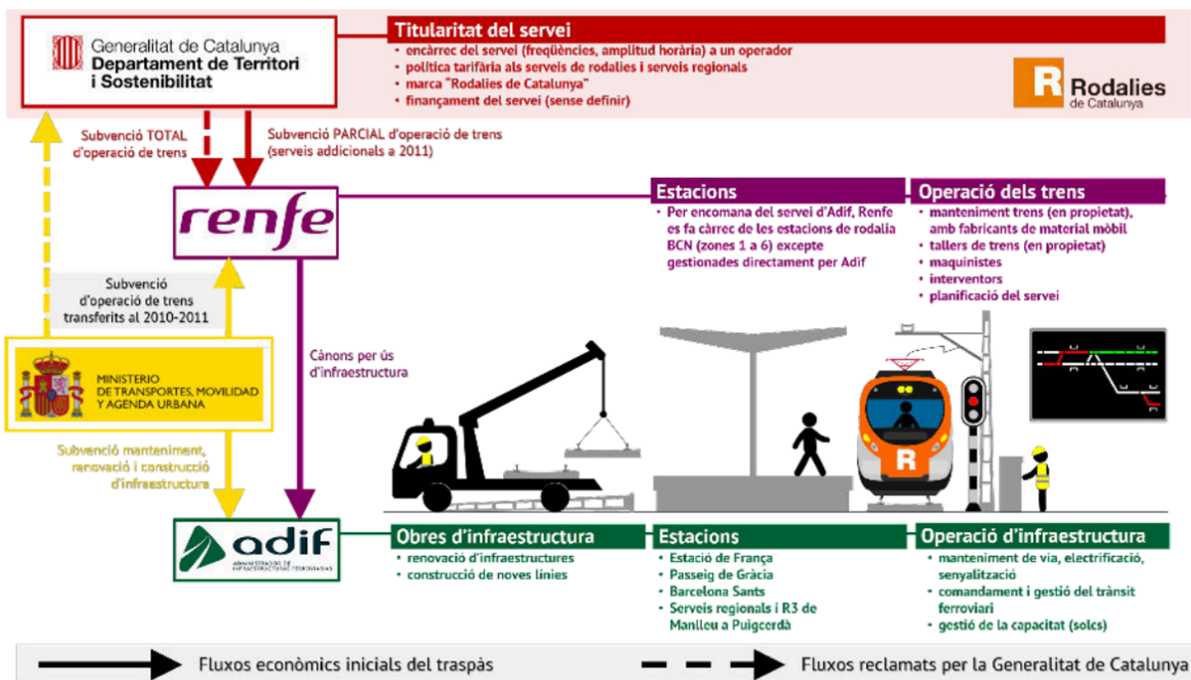 Generalitat de Catalunya
Departament de Territori
i Sostenibilitat
Titularitat del servei
• encàrrec del servei (freqüències, amplitud horària) a un operador
• política tarifària als serveis de rodalies i serveis regionals
• marca "Rodalies de Catalunya"
• finançament del servei (sense definir)
R Rodalies
de Catalunya
Subvenció TOTAL
d'operació de trens
Subvenció PARCIAL d'operació de trens
(serveis addicionals a 2011)
renfe
Estacions
• Per encomana del servei d'Adif, Renfe
es fa càrrec de les estacions de rodalia
BCN (zones 1 a 6) excepte
gestionades directament per Adif
Operació dels trens
• manteniment trens (en propietat),
amb fabricants de material mòbil
• tallers de trens (en propietat)
• maquinistes
• interventors
• planificació del servei
Subvenció
d'operació de trens
transferits al 2010-2011
MINISTERIO
DE TRANSPORTES, MOVILIDAD
Y AGENDA URBANA
Cànons per ús
d'infraestructura
R
Subvenció manteniment,
renovació i construcció
d'infraestructura
adif
ADMINISTRADOR DE
INFRAESTRUCTURAS FERROVIARIAS
Obres d'infraestructura
• renovació d'infraestructures
• construcció de noves línies
Estacions
• Estació de França
• Passeig de Gràcia
• Barcelona Sants
• Serveis regionals i R3 de
Manlleu a Puigcerdà
Operació d'infraestructura
• manteniment de via, electrificació,
senyalització
• comandament i gestió del trànsit
ferroviari
• gestió de la capacitat (solcs)
Fluxos econòmics inicials del traspàs
Fluxos reclamats per la Generalitat de Catalunya